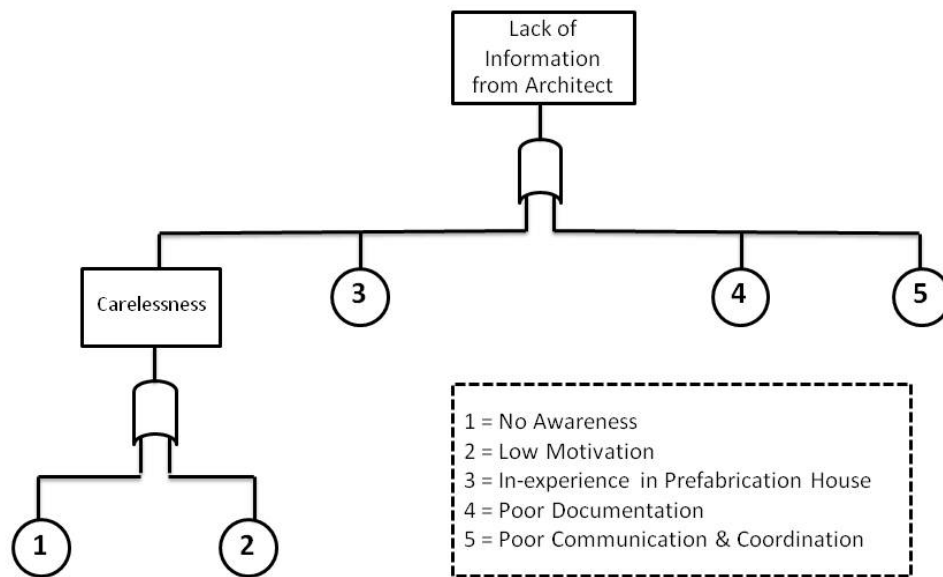 Lack of
Information
from Architect
Carelessness
3
4
5
1
2
1 = No Awareness
2 = Low Motivation
3 = In-experience in Prefabrication House
4 = Poor Documentation
5 = Poor Communication & Coordination